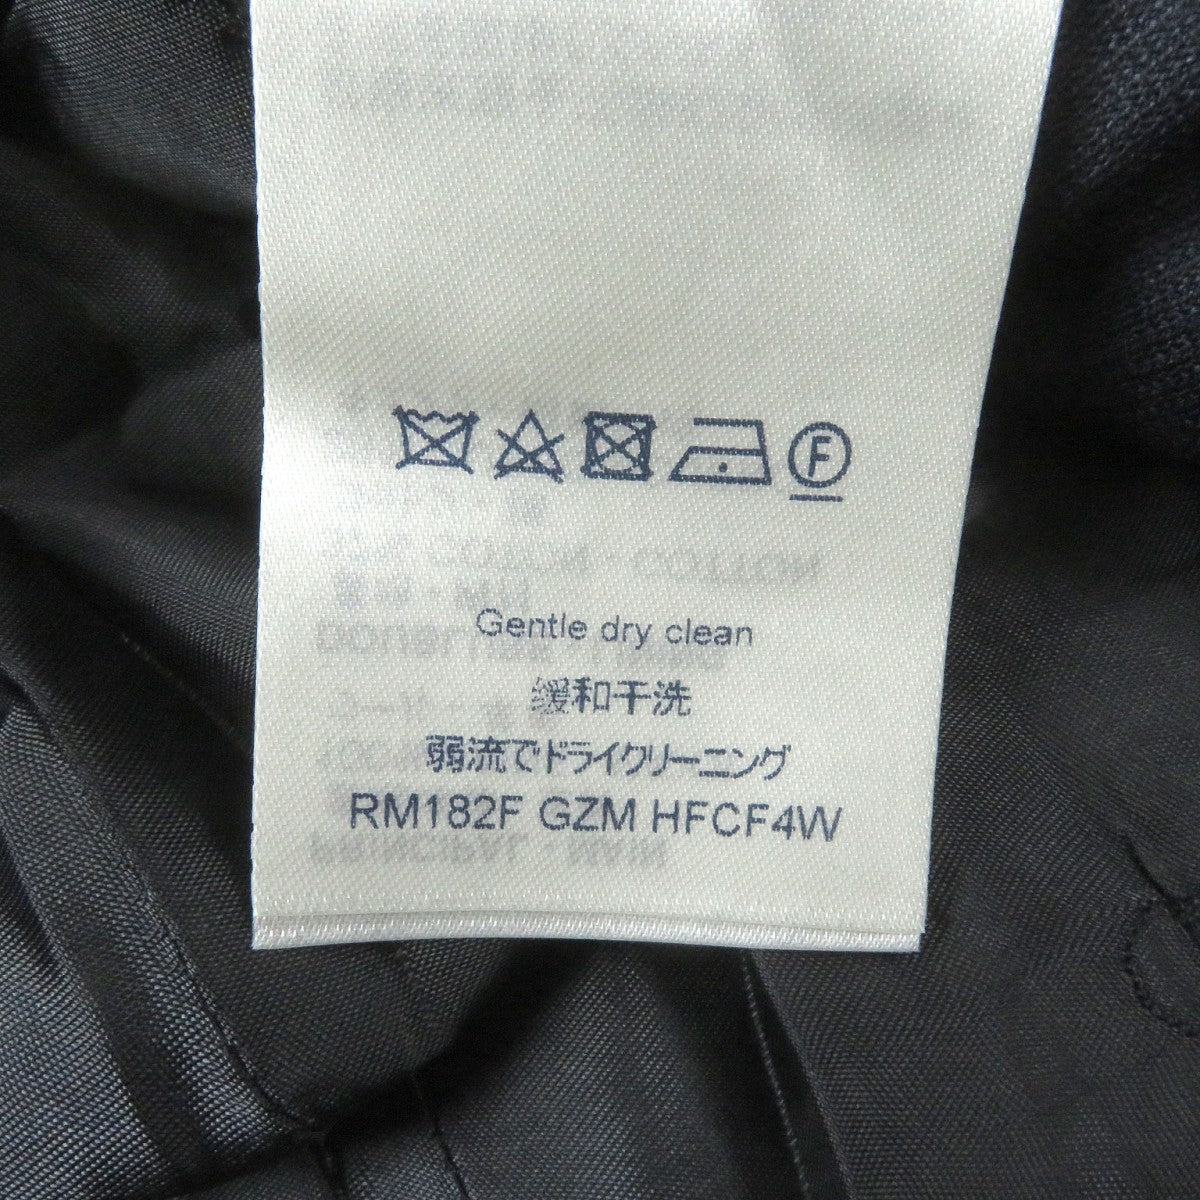 F
Gentle dry clean
缓和干洗
弱流でドライクリーニング
RM182F GZM HFCF4W